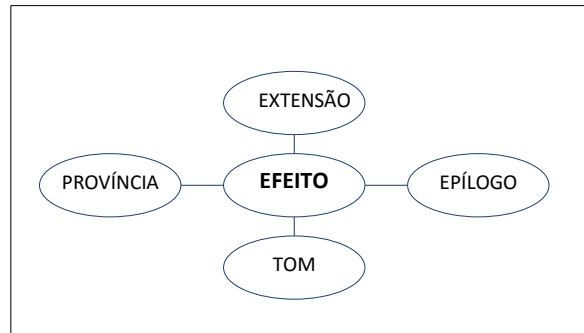 EXTENSÃO
PROVÍNCIA
EFEITO
EPÍLOGO
TOM